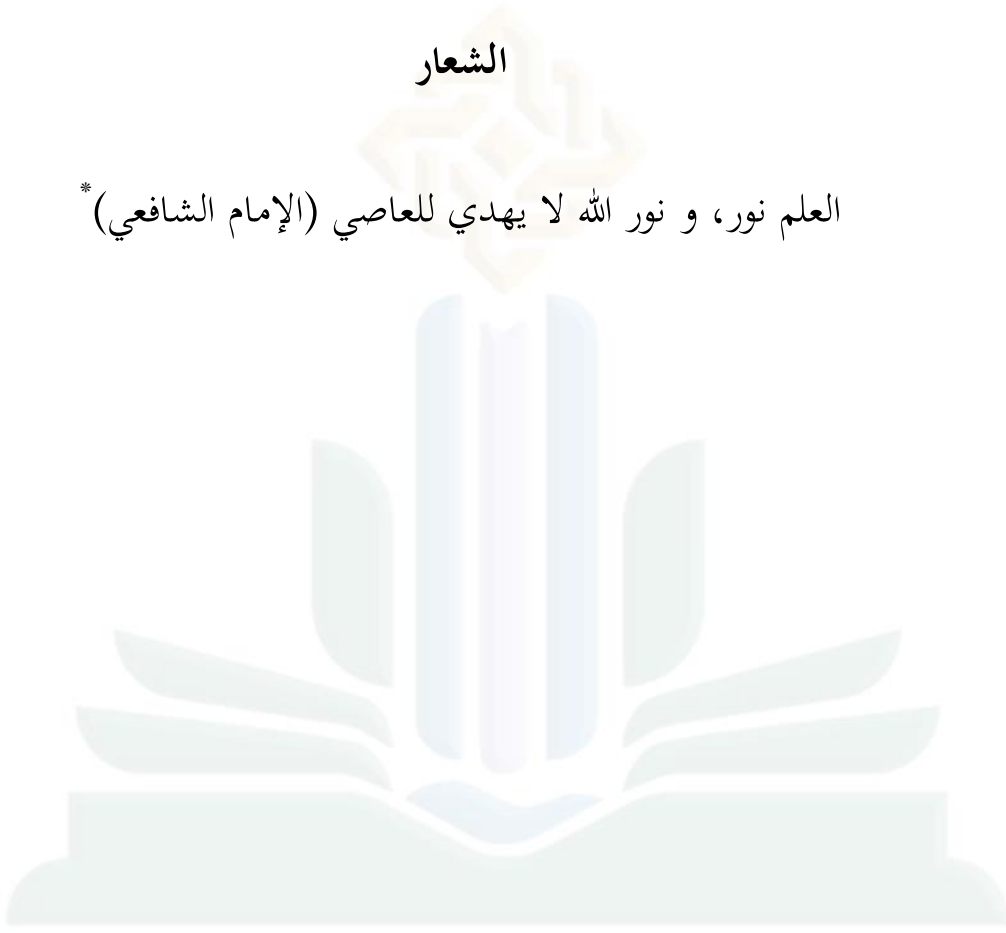 الشعار
العلم نور، و نور الله لا يهدي للعاصي (الإمام الشافعي)*